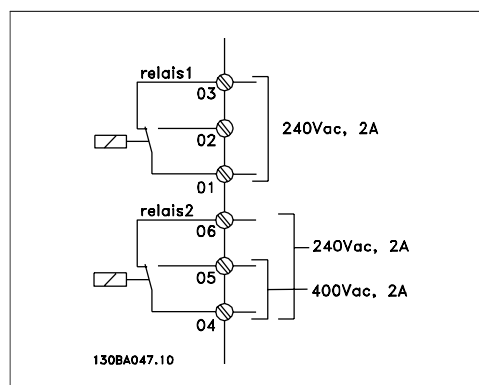 relais1
03
02
240Vac, 2A
01
relais2
06
240Vac, 2A
05
400Vac, 2A
04
130BA047.10